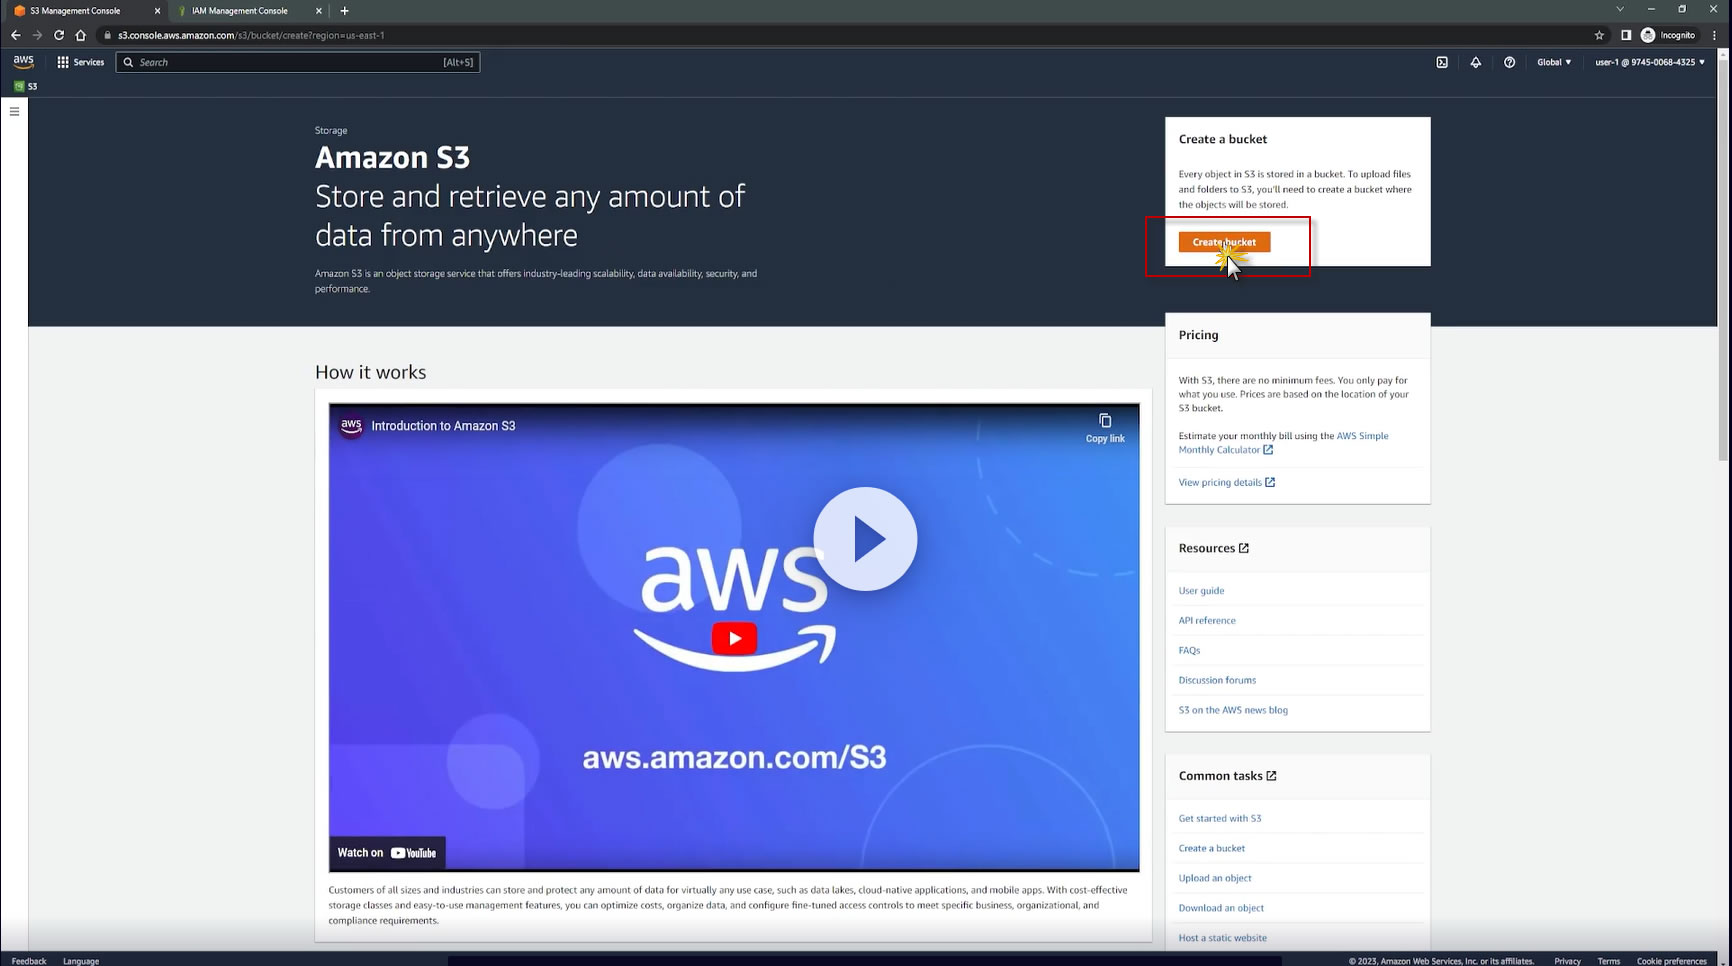 S3 Management Console
IAM Management Console
s3.console.aws.amazon.com/s3/bucket/create?region=us-east-1
Incognito
aws
Services
Search
[Alt+S]
Global
user-1 @ 9745-0068-4325
S3
Storage
Amazon S3
Store and retrieve any amount of
data from anywhere
Amazon S3 is an object storage service that offers industry-leading scalability, data availability, security, and
performance.
Create a bucket
Every object in S3 is stored in a bucket. To upload files
and folders to S3, you'll need to create a bucket where
the objects will be stored.
Create bucket
How it works
aws
Introduction to Amazon S3
Copy link
aws
aws.amazon.com/S3
Watch on YouTube
Customers of all sizes and industries can store and protect any amount of data for virtually any use case, such as data lakes, cloud-native applications, and mobile apps. With cost-effective
storage classes and easy-to-use management features, you can optimize costs, organize data, and configure fine-tuned access controls to meet specific business, organizational, and
compliance requirements.
Pricing
With S3, there are no minimum fees. You only pay for
what you use. Prices are based on the location of your
S3 bucket.
Estimate your monthly bill using the AWS Simple
Monthly Calculator
View pricing details
Resources
User guide
API reference
FAQs
Discussion forums
S3 on the AWS news blog
Common tasks
Get started with S3
Create a bucket
Upload an object
Download an object
Host a static website
Feedback
Language
© 2023, Amazon Web Services, Inc. or its affiliates.
Privacy
Terms
Cookie preferences